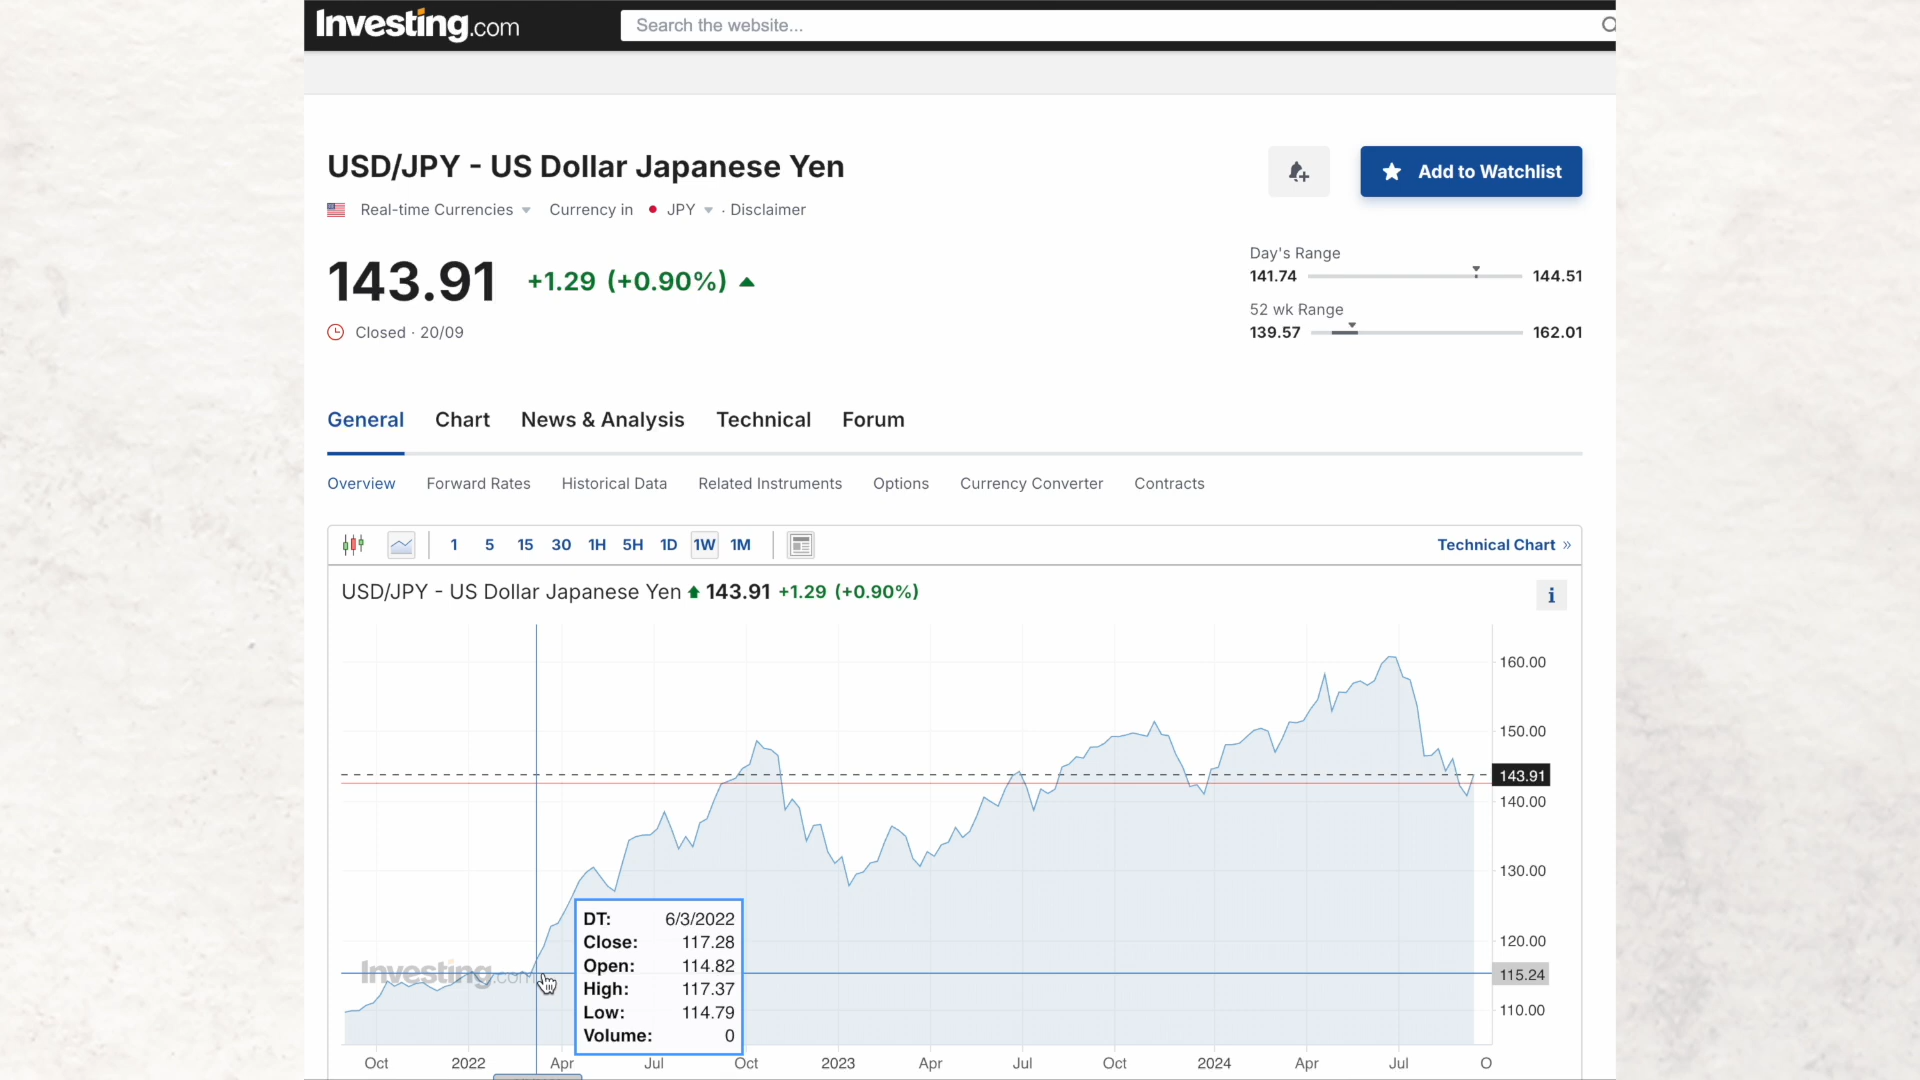 Investing.com
Search the website...
USD/JPY - US Dollar Japanese Yen
Add to Watchlist
Real-time Currencies Currency in JPY · Disclaimer
143.91 +1.29 (+0.90%)
Closed · 20/09
Day's Range
141.74 144.51
52 wk Range
139.57 162.01
General Chart News & Analysis Technical Forum
Overview Forward Rates Historical Data Related Instruments Options Currency Converter Contracts
1 5 15 30 1H 5H 1D 1W 1M Technical Chart »
USD/JPY - US Dollar Japanese Yen 143.91 +1.29 (+0.90%)
i
160.00
150.00
143.91
140.00
130.00
120.00
115.24
110.00
Investing.com
DT: 6/3/2022
Close: 117.28
Open: 114.82
High: 117.37
Low: 114.79
Volume: 0
Oct 2022 Apr Jul Oct 2023 Apr Jul Oct 2024 Apr Jul O